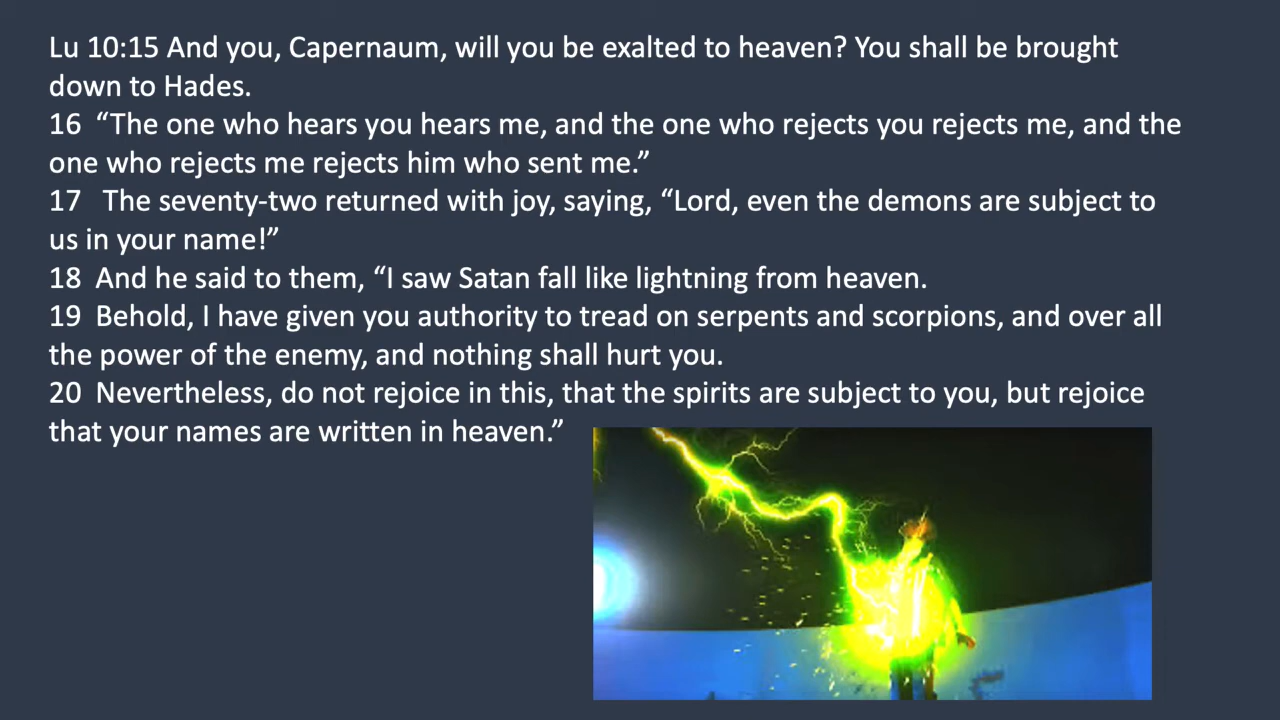 Lu 10:15 And you, Capernaum, will you be exalted to heaven? You shall be brought
down to Hades.
16  “The one who hears you hears me, and the one who rejects you rejects me, and the
one who rejects me rejects him who sent me.”
17   The seventy-two returned with joy, saying, “Lord, even the demons are subject to
us in your name!”
18  And he said to them, “I saw Satan fall like lightning from heaven.
19  Behold, I have given you authority to tread on serpents and scorpions, and over all
the power of the enemy, and nothing shall hurt you.
20  Nevertheless, do not rejoice in this, that the spirits are subject to you, but rejoice
that your names are written in heaven.”